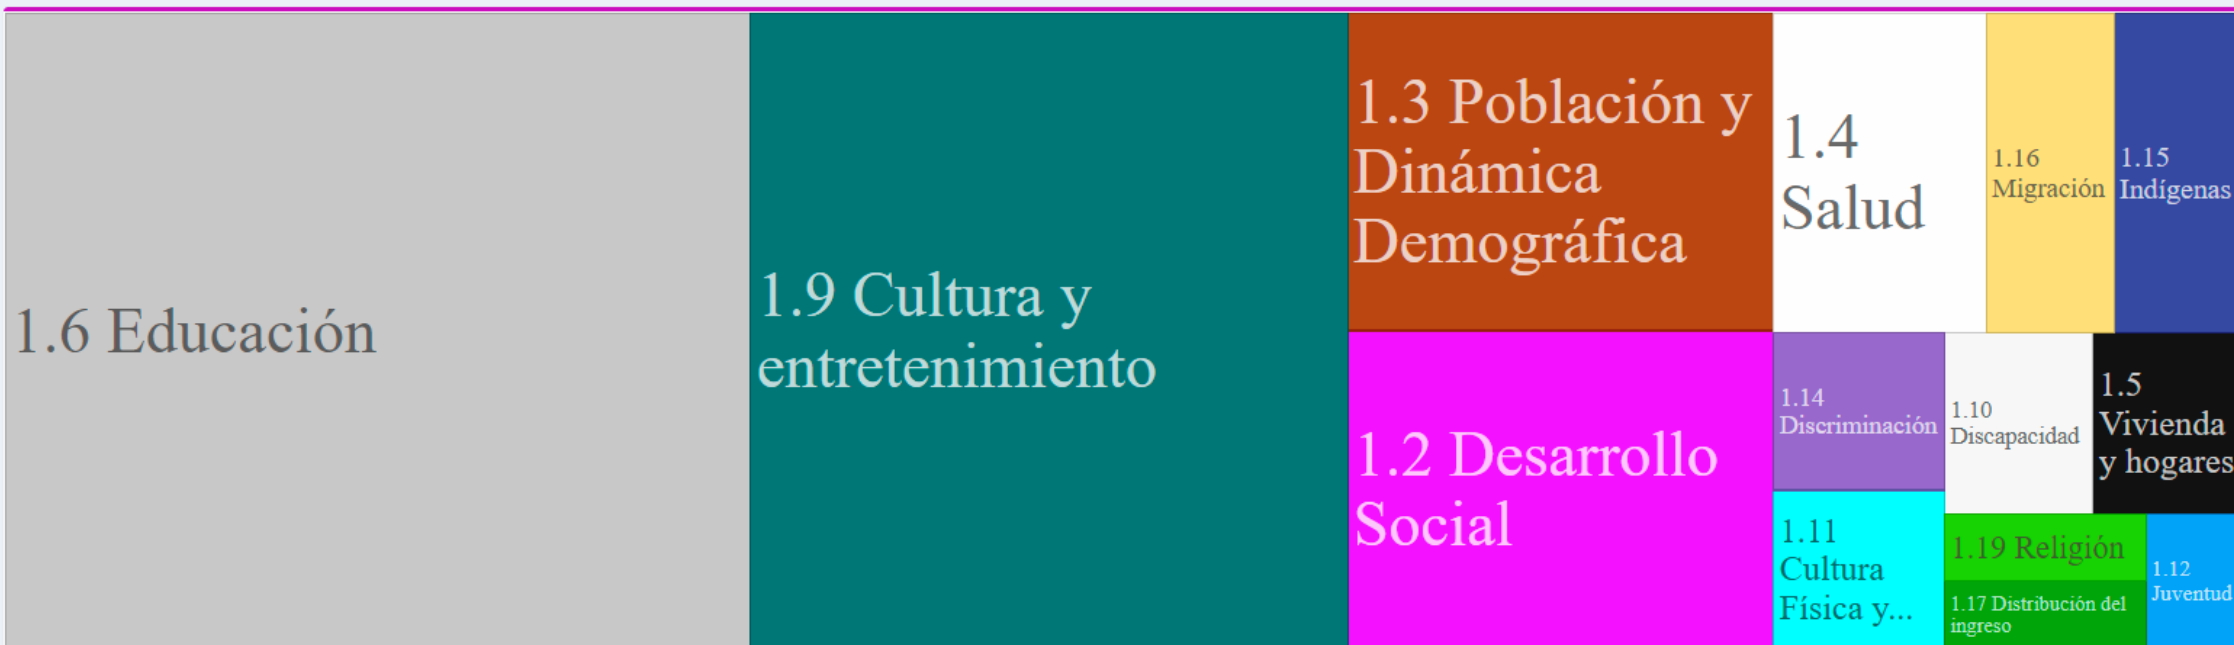 1.6 Educación
1.9 Cultura y
entretenimiento
1.3 Población y
Dinámica
Demográfica
1.2 Desarrollo
Social
1.4
Salud
1.16
Migración
1.15
Indígenas
1.14
Discriminación
1.10
Discapacidad
1.5
Vivienda
y hogares
1.11
Cultura
Física y...
1.19 Religión
1.17 Distribución del
ingreso
1.12
Juventud